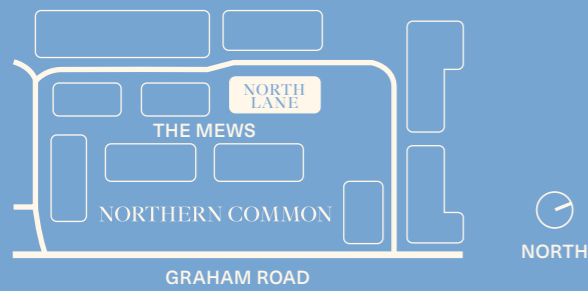 NORTH
LANE
THE MEWS
NORTHERN COMMON
NORTH
GRAHAM ROAD